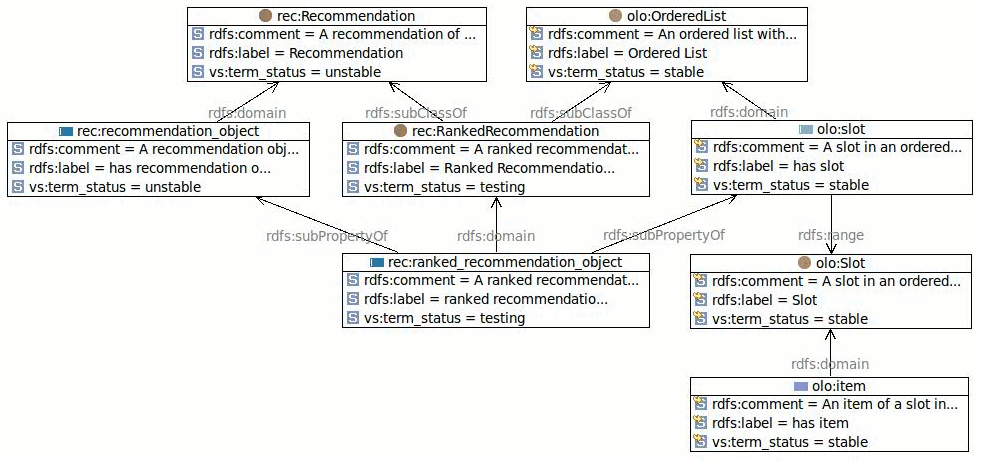 rec:Recommendation
rdfs:comment = A recommendation of ...
rdfs:label = Recommendation
vs:term_status = unstable
olo:OrderedList
rdfs:comment = An ordered list with...
rdfs:label = Ordered List
vs:term_status = stable
rdfs:domain
rdfs:subClassOf
rdfs:subClassOf
rdfs:domain
rec:recommendation_object
rdfs:comment = A recommendation obj...
rdfs:label = has recommendation o...
vs:term_status = unstable
rec:RankedRecommendation
rdfs:comment = A ranked recommendat...
rdfs:label = Ranked Recommendatio...
vs:term_status = testing
olo:slot
rdfs:comment = A slot in an ordered...
rdfs:label = has slot
vs:term_status = stable
rdfs:subPropertyOf
rdfs:domain
rdfs:subPropertyOf
rdfs:range
rec:ranked_recommendation_object
rdfs:comment = A ranked recommendat...
rdfs:label = ranked recommendatio...
vs:term_status = testing
olo:Slot
rdfs:comment = A slot in an ordered...
rdfs:label = Slot
vs:term_status = stable
rdfs:domain
olo:item
rdfs:comment = An item of a slot in...
rdfs:label = has item
vs:term_status = stable